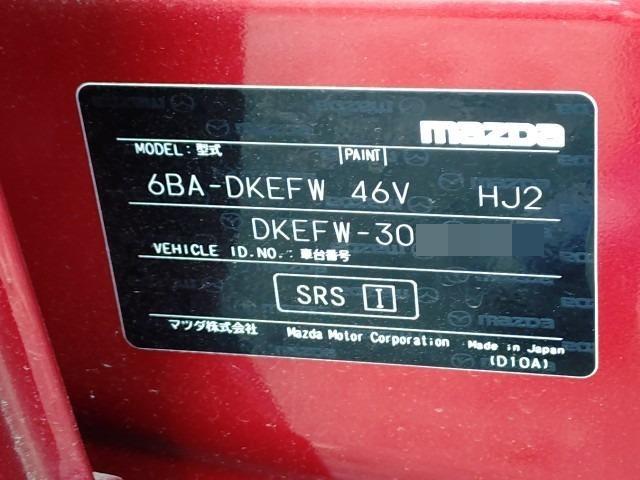 mazda
MODEL: 型式 PAINT
6BA-DKEFW 46V HJ2
DKEFW-30
VEHICLE ID.NO.: 車台番号
SRS I
マツダ株式会社 Mazda Motor Corporation Made in Japan
(D10A)